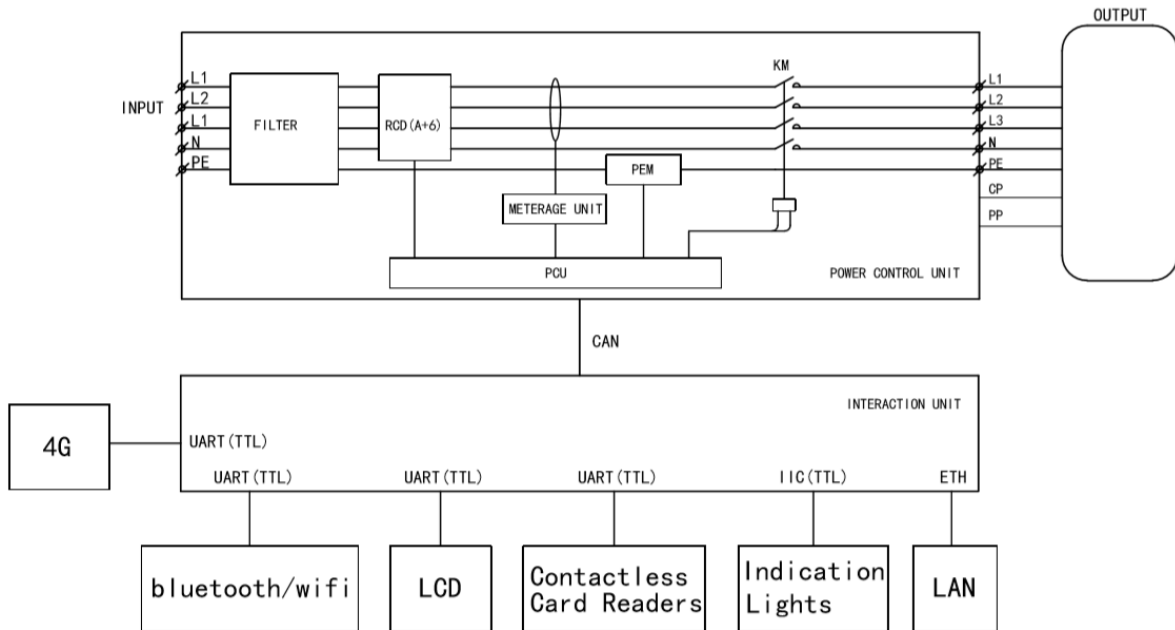 OUTPUT
KM
INPUT
L1
L2
L1
N
PE
FILTER
RCD(A+6)
PEM
METERAGE UNIT
PCU
POWER CONTROL UNIT
L1
L2
L3
N
PE
CP
PP
CAN
INTERACTION UNIT
4G
UART(TTL)
UART(TTL)
UART(TTL)
UART(TTL)
IIC(TTL)
ETH
bluetooth/wifi
LCD
Contactless
Card Readers
Indication
Lights
LAN